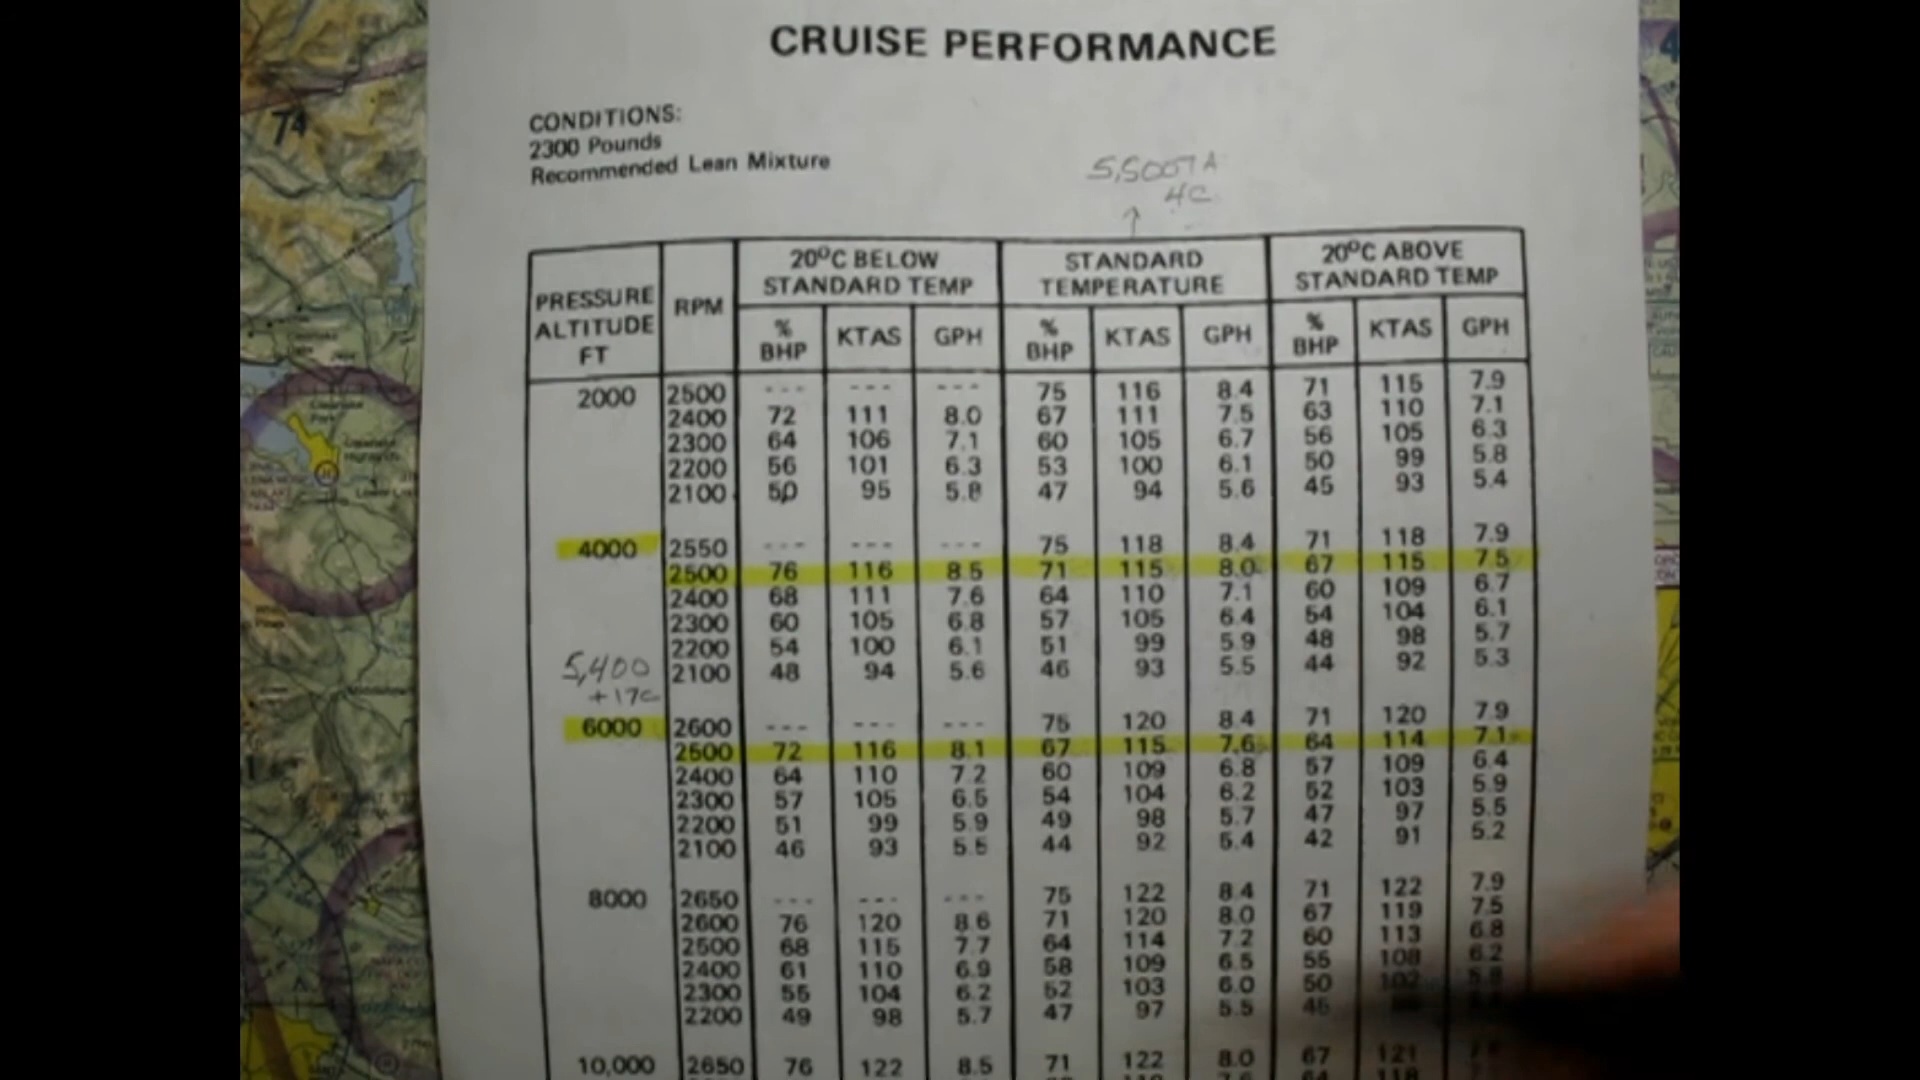 CRUISE PERFORMANCE
CONDITIONS:
2300 Pounds
Recommended Lean Mixture
4C
20°C BELOW STANDARD TEMP STANDARD TEMPERATURE 20°C ABOVE STANDARD TEMP
PRESSURE ALTITUDE FT RPM % BHP KTAS GPH % BHP KTAS GPH % BHP KTAS GPH
2000 2500 --- --- --- 75 116 8.4 71 115 7.9
2400 72 111 8.0 67 111 7.5 63 110 7.1
2300 64 106 7.1 60 105 6.7 56 105 6.3
2200 56 101 6.3 53 100 6.1 50 99 5.8
2100 50 95 5.8 47 94 5.6 45 93 5.4
4000 2550 --- --- --- 75 118 8.4 71 118 7.9
2500 76 116 8.5 71 115 8.0 67 115 7.5
2400 68 111 7.6 64 110 7.1 60 109 6.7
2300 60 105 6.8 57 105 6.4 54 104 6.1
2200 54 100 6.1 51 99 5.9 48 98 5.7
5,400 2100 48 94 5.6 46 93 5.5 44 92 5.3
+17C
6000 2600 --- --- --- 75 120 8.4 71 120 7.9
2500 72 116 8.1 67 115 7.6 64 114 7.1
2400 64 110 7.2 60 109 6.8 57 109 6.4
2300 57 105 6.5 54 104 6.2 52 103 5.9
2200 51 99 5.9 49 98 5.7 47 97 5.5
2100 46 93 5.5 44 92 5.4 42 91 5.2
8000 2650 --- --- --- 75 122 8.4 71 122 7.9
2600 76 120 8.6 71 120 8.0 67 119 7.5
2500 68 115 7.7 64 114 7.2 60 113 6.8
2400 61 110 6.9 58 109 6.5 55 108 6.2
2300 55 104 6.2 52 103 6.0 50 102 5.8
2200 49 98 5.7 47 97 5.5
10,000 2650 76 122 8.5 71 122 8.0 67 121